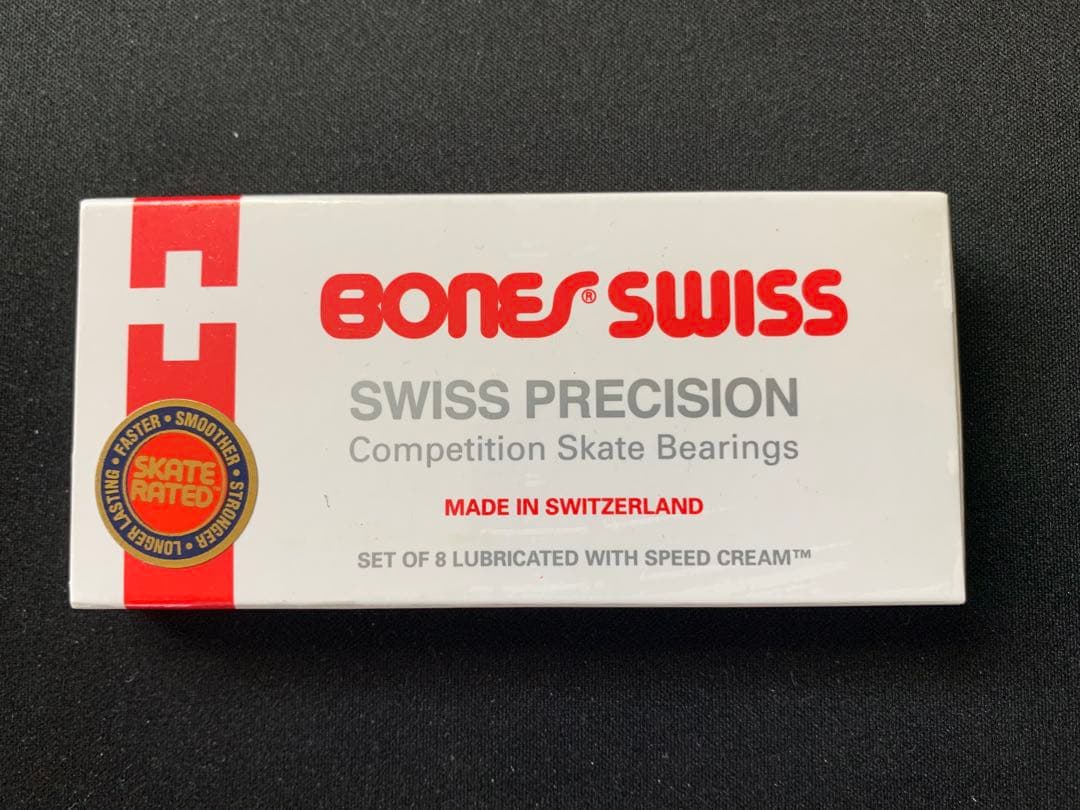 BONES® SWISS
SWISS PRECISION
Competition Skate Bearings
MADE IN SWITZERLAND
SET OF 8 LUBRICATED WITH SPEED CREAM™
FASTER • SMOOTHER • STRONGER • LONGER LASTING •
SKATE
RATED™